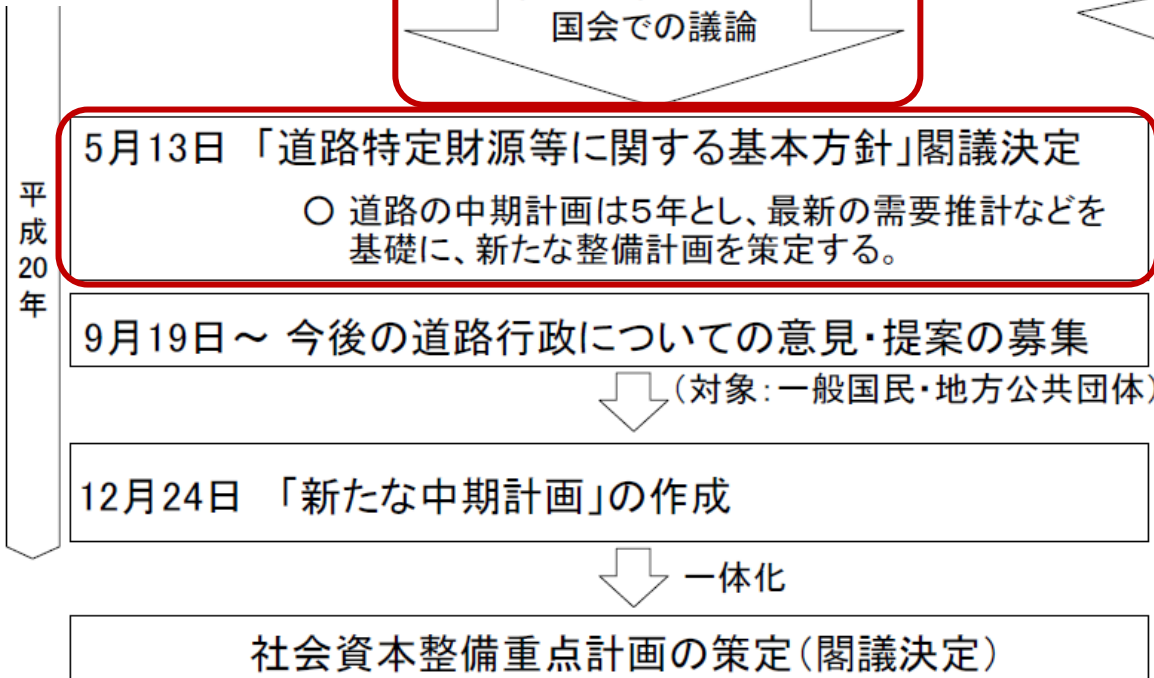 国会での議論
5月13日 「道路特定財源等に関する基本方針」閣議決定
○ 道路の中期計画は5年とし、最新の需要推計などを
基礎に、新たな整備計画を策定する。
平成20年
9月19日～ 今後の道路行政についての意見・提案の募集
(対象:一般国民・地方公共団体)
12月24日 「新たな中期計画」の作成
一体化
社会資本整備重点計画の策定(閣議決定)